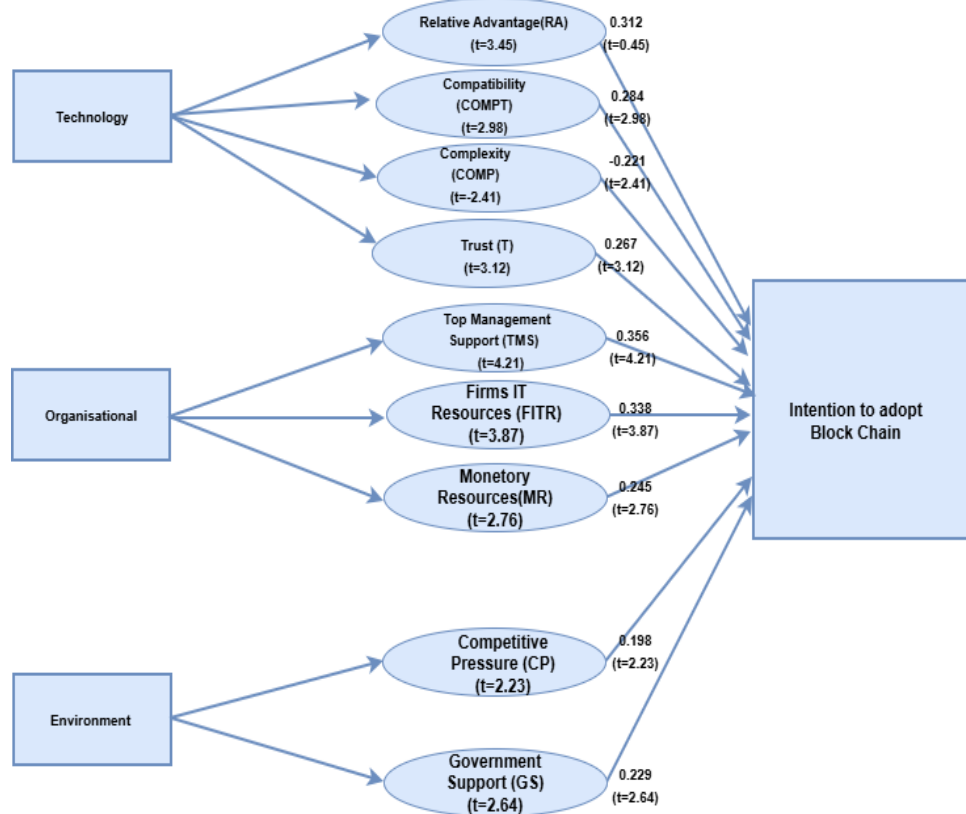 Relative Advantage(RA)
(t=3.45)
0.312
(t=0.45)
Technology
Compatibility
(COMPT)
(t=2.98)
0.284
(t=2.98)
Complexity
(COMP)
(t=-2.41)
-0.221
(t=2.41)
Trust (T)
(t=3.12)
0.267
(t=3.12)
Top Management
Support (TMS)
(t=4.21)
0.356
(t=4.21)
Organisational
Firms IT
Resources (FITR)
(t=3.87)
0.338
(t=3.87)
Intention to adopt
Block Chain
Monetory
Resources(MR)
(t=2.76)
0.245
(t=2.76)
Competitive
Pressure (CP)
(t=2.23)
0.198
(t=2.23)
Environment
Government
Support (GS)
(t=2.64)
0.229
(t=2.64)